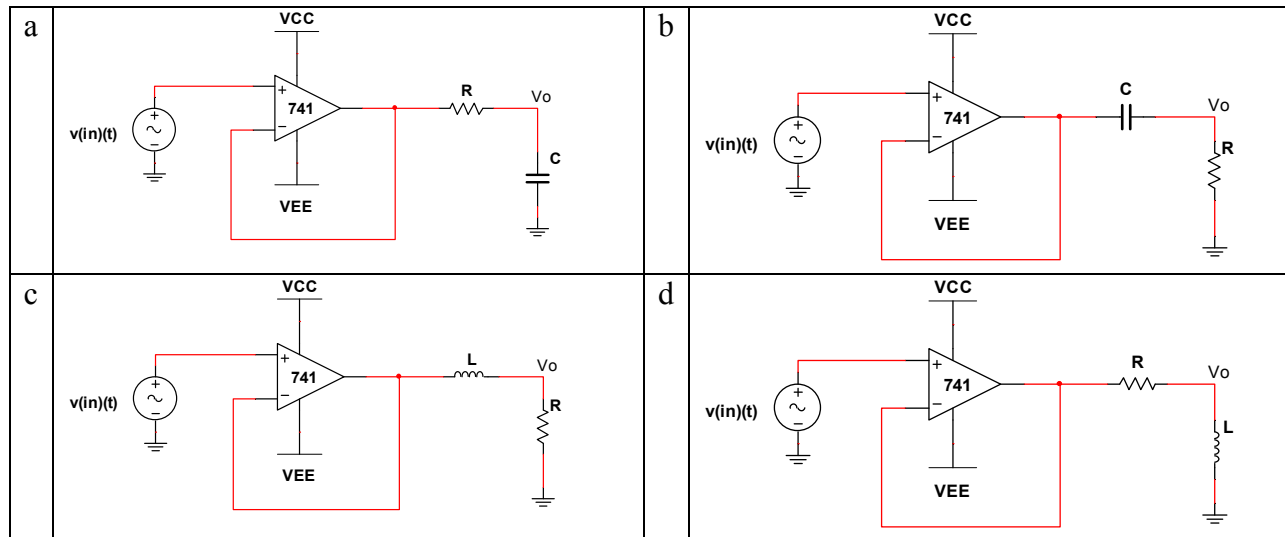 a
VCC
+
R
Vo
741
+
v(in)(t)
−
−
C
VEE
b
VCC
C
Vo
+
741
+
v(in)(t)
−
−
R
VEE
c
VCC
L
Vo
+
741
+
R
v(in)(t)
−
−
VEE
d
VCC
R
Vo
+
741
+
v(in)(t)
−
−
L
VEE